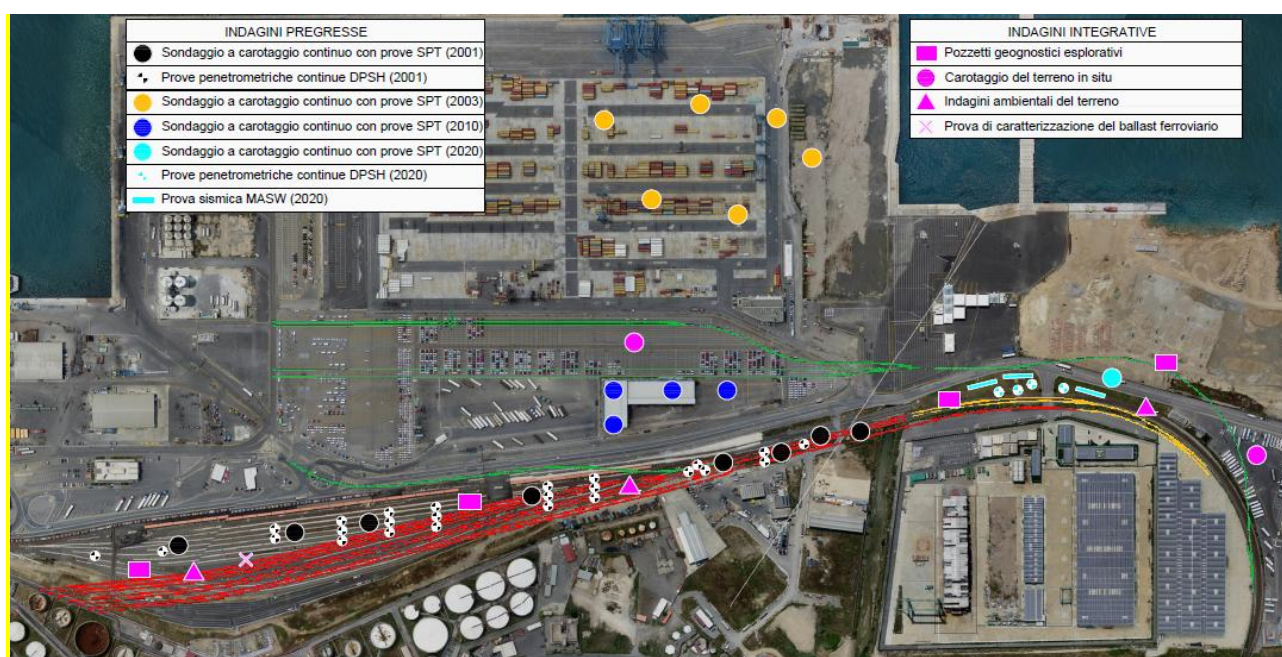 INDAGINI PREGRESSE
Sondaggio a carotaggio continuo con prove SPT (2001)
Prove penetrometriche continue DPSH (2001)
Sondaggio a carotaggio continuo con prove SPT (2003)
Sondaggio a carotaggio continuo con prove SPT (2010)
Sondaggio a carotaggio continuo con prove SPT (2020)
Prove penetrometriche continue DPSH (2020)
Prova sismica MASW (2020)
INDAGINI INTEGRATIVE
Pozzetti geognostici esplorativi
Carotaggio del terreno in situ
Indagini ambientali del terreno
Prova di caratterizzazione del ballast ferroviario